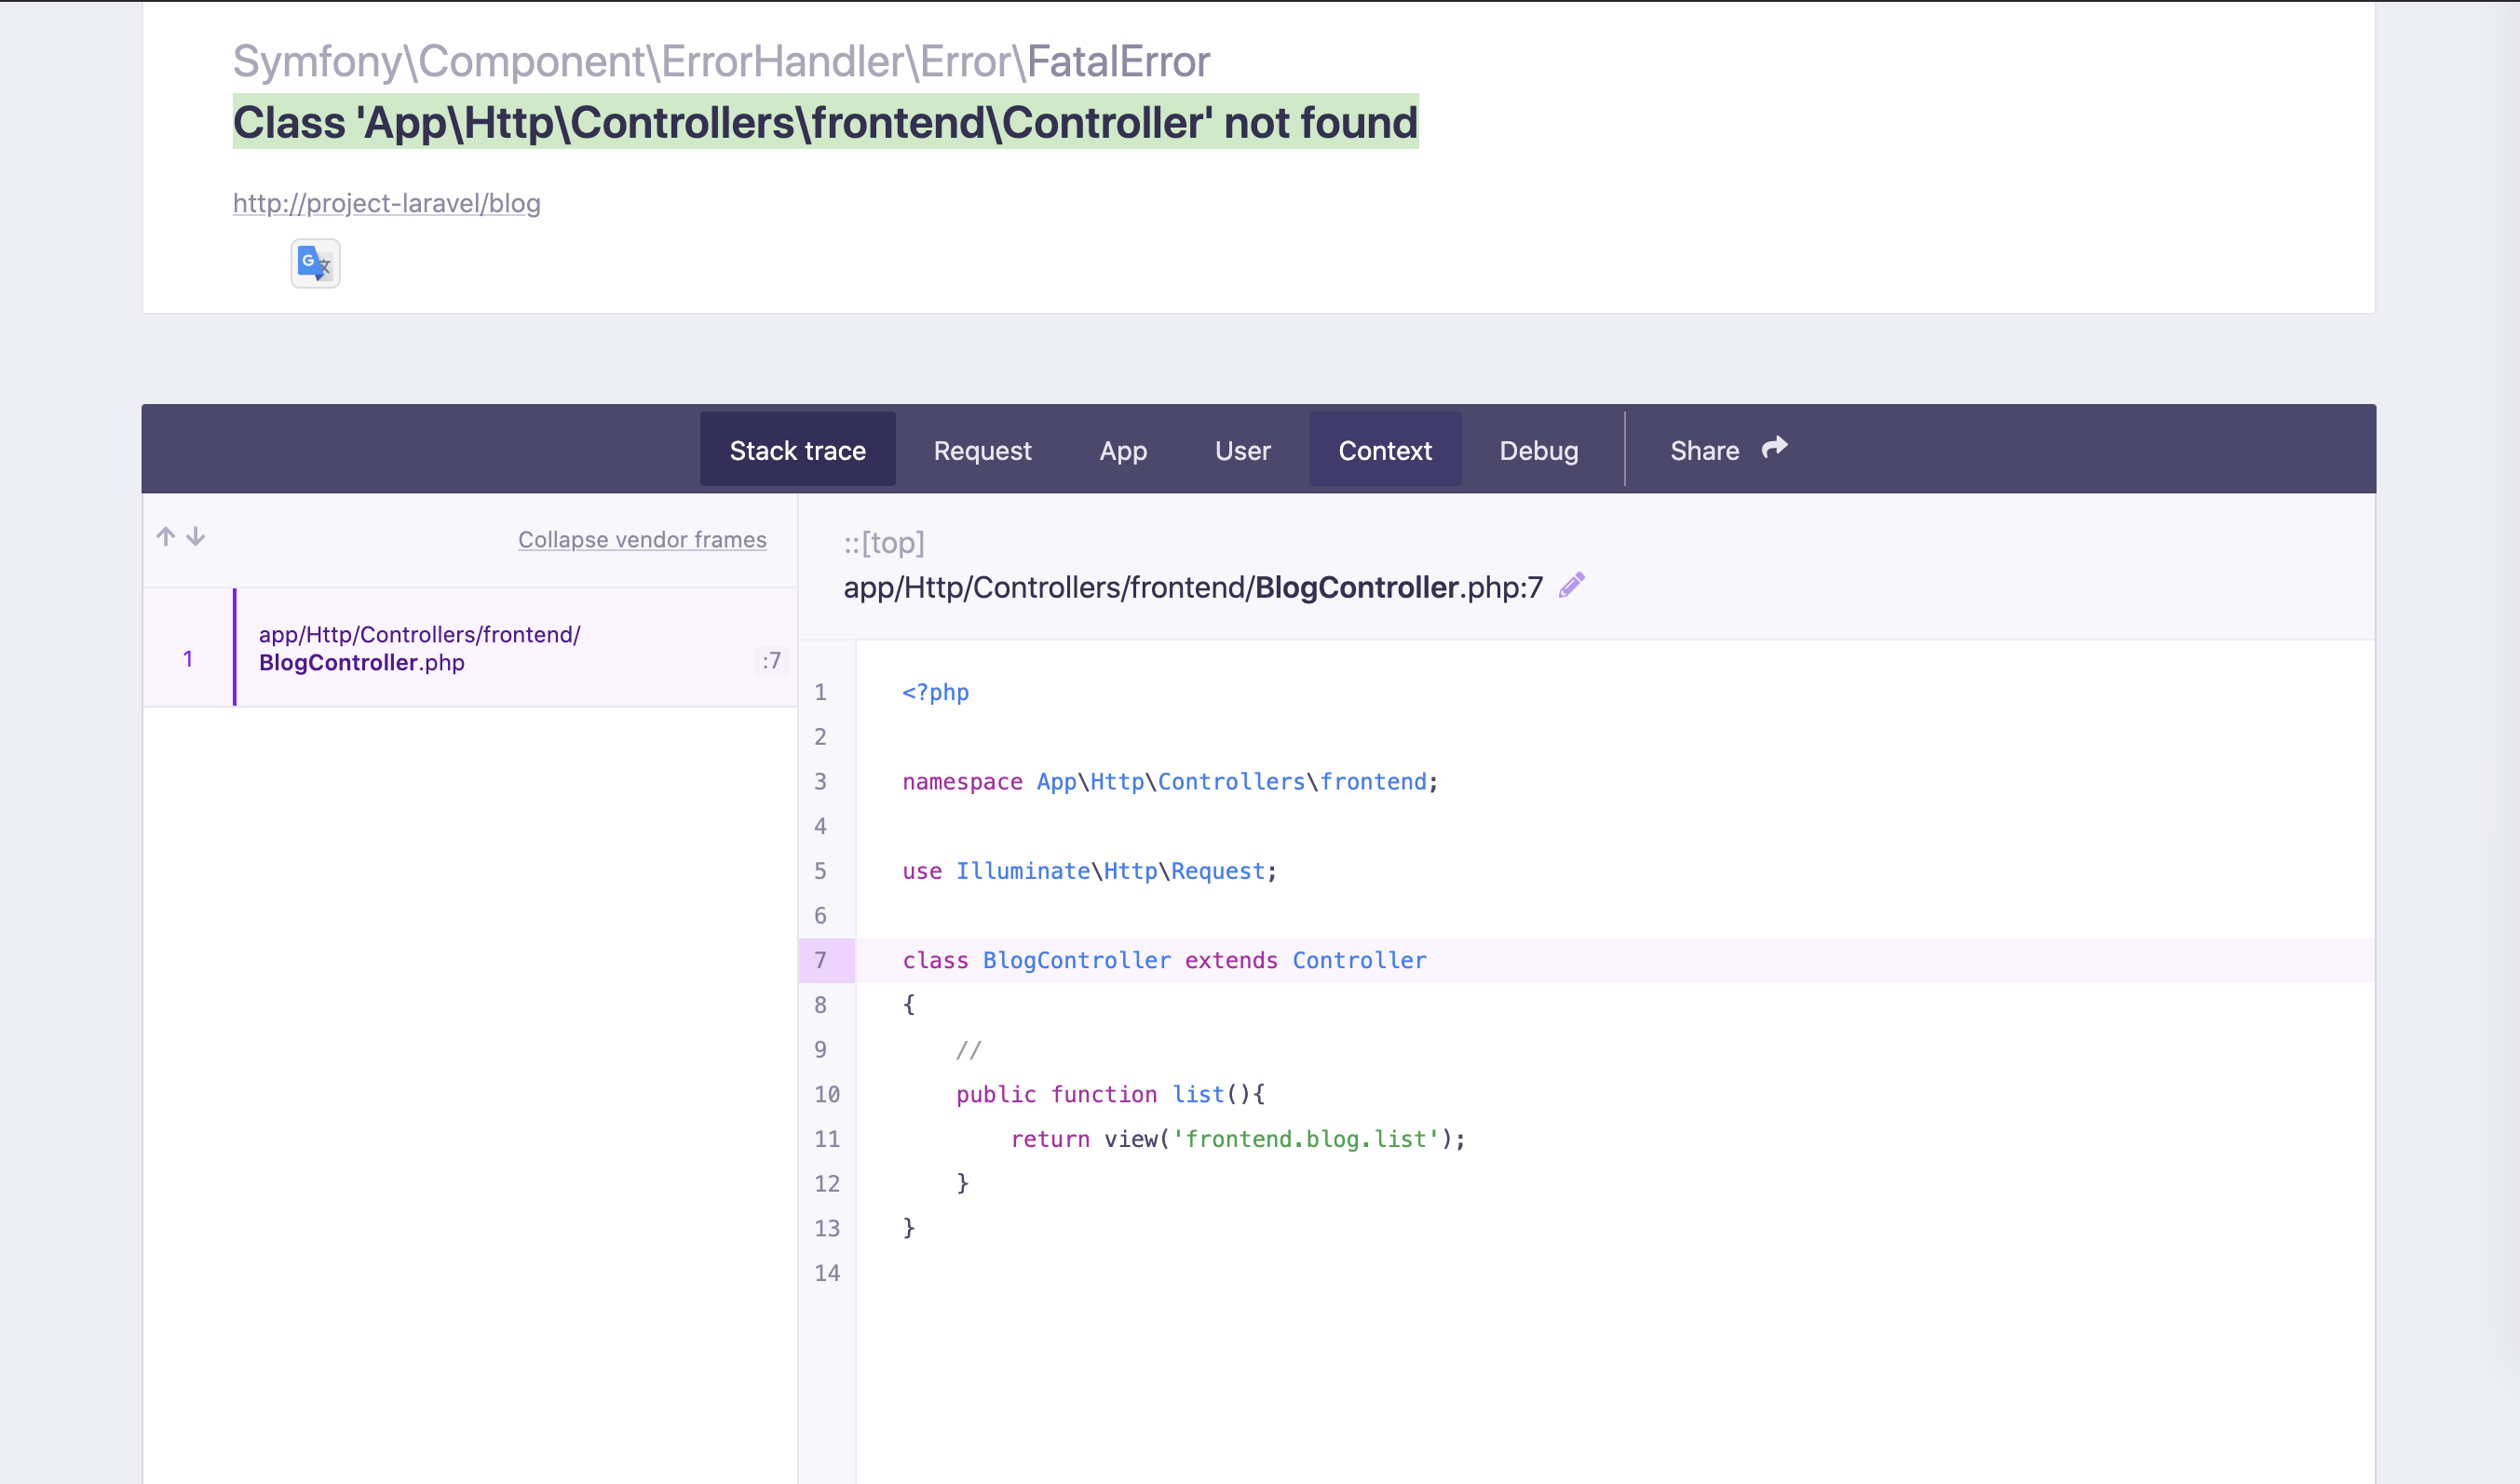 Symfony\Component\ErrorHandler\Error\FatalError
Class 'App\Http\Controllers\frontend\Controller' not found
http://project-laravel/blog
G 文
Stack trace Request App User Context Debug Share
Collapse vendor frames
1 app/Http/Controllers/frontend/
BlogController.php :7
::[top]
app/Http/Controllers/frontend/BlogController.php:7
1 <?php
2
3 namespace App\Http\Controllers\frontend;
4
5 use Illuminate\Http\Request;
6
7 class BlogController extends Controller
8 {
9     //
10     public function list(){
11         return view('frontend.blog.list');
12     }
13 }
14